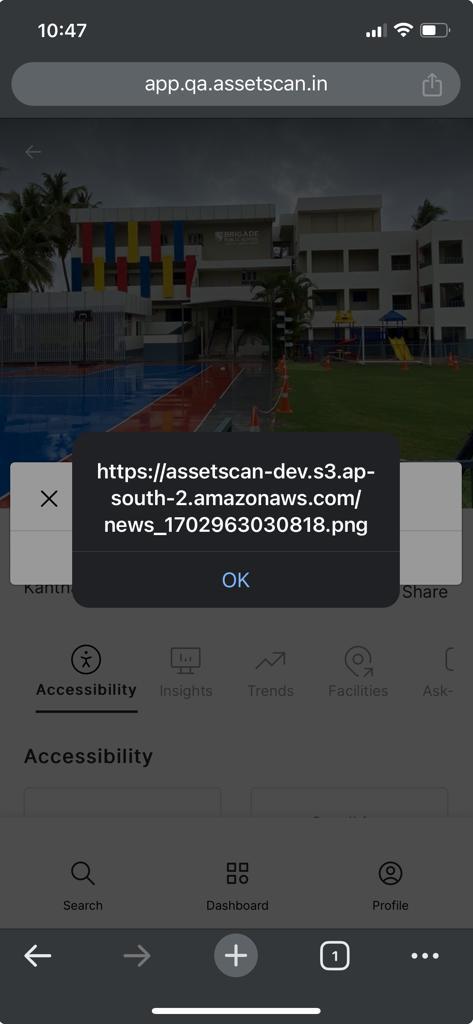 10:47
app.qa.assetscan.in
BRIGADE
https://assetscan-dev.s3.ap-
south-2.amazonaws.com/
news_1702963030818.png
OK
Share
Accessibility
Insights
Trends
Facilities
Ask-
Accessibility
Search
Dashboard
Profile
1